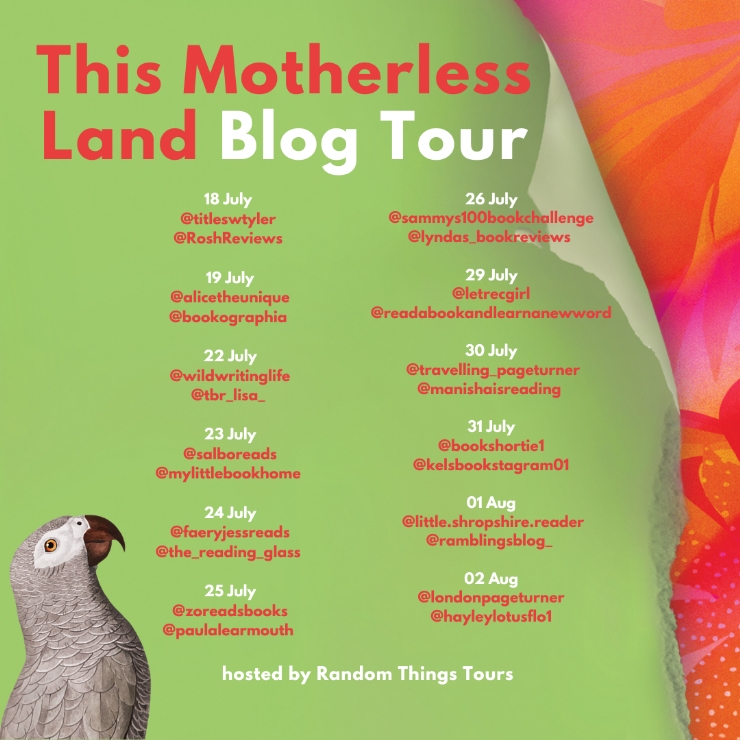 This Motherless
Land Blog Tour
18 July
@titleswtyler
@RoshReviews
19 July
@alicetheunique
@bookographia
22 July
@wildwritinglife
@tbr_lisa_
23 July
@salboreads
@mylittlebookhome
24 July
@faeryjessreads
@the_reading_glass
25 July
@zoreadsbooks
@paulalearmouth
26 July
@sammys100bookchallenge
@lyndas_bookreviews
29 July
@letrecgirl
@readabookandlearnanewword
30 July
@travelling_pageturner
@manishaisreading
31 July
@bookshortie1
@kelsbookstagram01
01 Aug
@little.shropshire.reader
@ramblingsblog_
02 Aug
@londonpageturner
@hayleylotusflo1
hosted by Random Things Tours